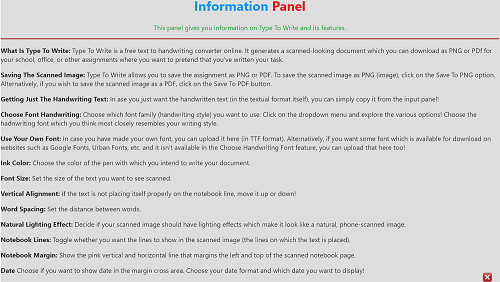 Information Panel
This panel gives you information on Type To Write and its features.
What Is Type To Write: Type To Write is a free text to handwriting converter online. It generates a scanned-looking document which you can download as PNG or PDF for
your school, office, or other assignments where you want to pretend that you've written your task.
Saving The Scanned Image: Type To Write allows you to save the assignment as PNG or PDF. To save the scanned image as PNG (image), click on the Save To PNG option.
Alternatively, if you wish to save the scanned image as a PDF, click on the Save To PDF button.
Getting Just The Handwriting Text: In case you just want the handwritten text (in the textual format itself), you can simply copy it from the input panel!
Choose Font Handwriting: Choose which font family (handwriting style) you want to use. Click on the dropdown menu and explore the various options! Choose the
hadnwriting font which you think most closely resembles your writing style.
Use Your Own Font: In case you have made your own font, you can upload it here (in TTF format). Alternatively, if you want some font which is available for download on
websites such as Google Fonts, Urban Fonts, etc. and it isn't available in the Choose Handwriting Font feature, you can upload that here too!
Ink Color: Choose the color of the pen with which you intend to write your document.
Font Size: Set the size of the text you want to see scanned.
Vertical Alignment: If the text is not placing itself properly on the notebook line, move it up or down!
Word Spacing: Set the distance between words.
Natural Lighting Effect: Decide if your scanned image should have lighting effects which make it look like a natural, phone-scanned image.
Notebook Lines: Toggle whether you want the lines to show in the scanned image (the lines on which the text is placed).
Notebook Margin: Show the pink vertical and horizontal line that margins the left and top of the scanned notebook page.
Date Choose if you want to show date in the margin cross area. Choose your date format and which date you want to display!